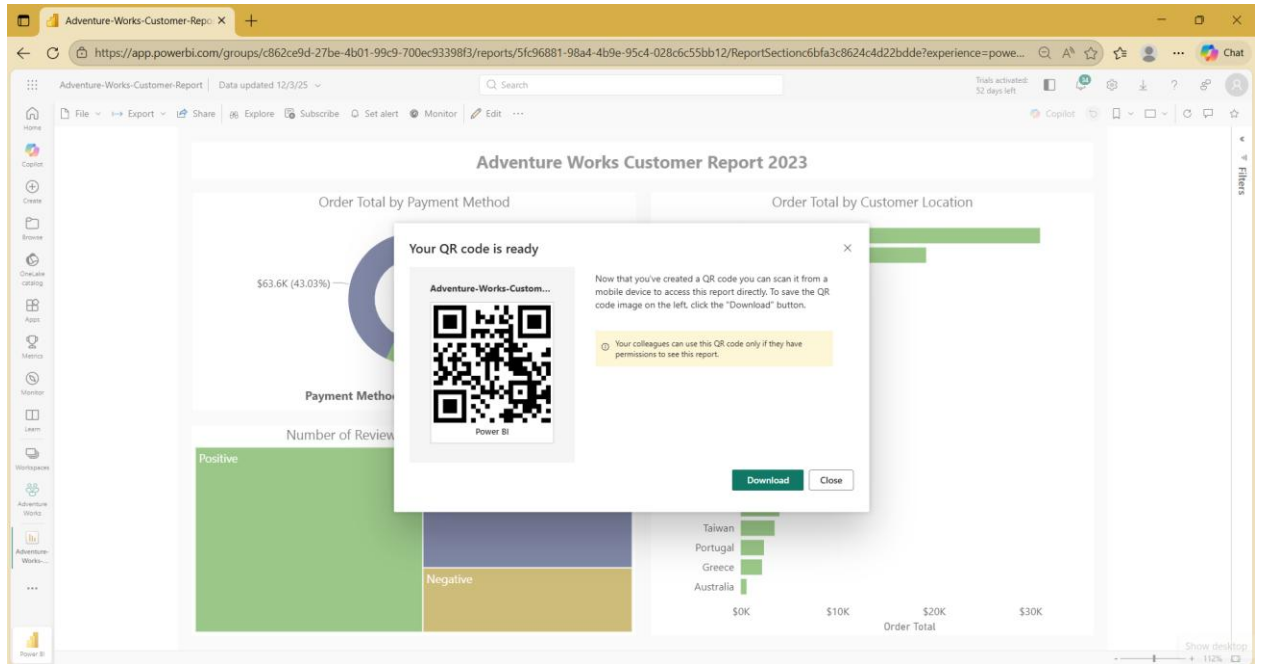 Adventure-Works-Customer-Repo
https://app.powerbi.com/groups/c862ce9d-27be-4b01-99c9-700ec93398f3/reports/5fc96881-98a4-4b9e-95c4-028c6c55bb12/ReportSectionc6bfa3c8624c4d22bdde?experience=powe...
Chat
Adventure-Works-Customer-Report
Data updated 12/3/25
Search
Trials activated:
52 days left
File
Export
Share
Explore
Subscribe
Set alert
Monitor
Edit
Copilot
Home
Copilot
Create
Browse
OneLake
catalog
Apps
Metrics
Monitor
Learn
Workspaces
Adventure
Works
Adventure-
Works-...
Power BI
Filters
Adventure Works Customer Report 2023
Order Total by Payment Method
$63.6K (43.03%)
Payment Metho
Order Total by Customer Location
Your QR code is ready
Adventure-Works-Custom...
Power BI
Now that you've created a QR code you can scan it from a
mobile device to access this report directly. To save the QR
code image on the left, click the "Download" button.
Your colleagues can use this QR code only if they have
permissions to see this report.
Download
Close
Number of Review
Positive
Negative
Taiwan
Portugal
Greece
Australia
$0K
$10K
$20K
$30K
Order Total
Show desktop
112%